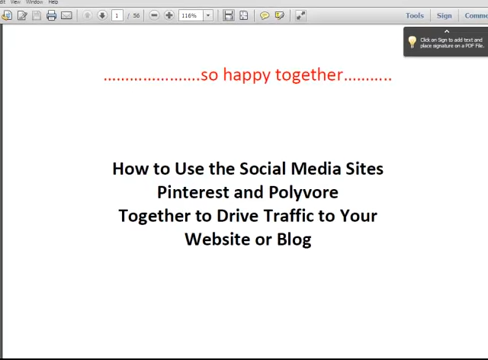 Edit View Window Help
1 / 56 116% Tools Sign Comment
Click on Sign to add text and
place signature on a PDF File.
.....................so happy together...........
How to Use the Social Media Sites
Pinterest and Polyvore
Together to Drive Traffic to Your
Website or Blog